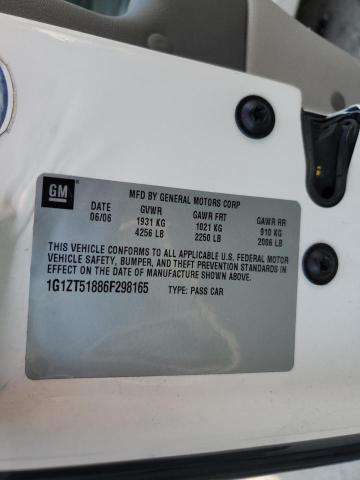 GM
MFD BY GENERAL MOTORS CORP
DATE GVWR GAWR FRT GAWR RR
06/06 1931 KG 1021 KG 910 KG
4256 LB 2250 LB 2006 LB
THIS VEHICLE CONFORMS TO ALL APPLICABLE U.S. FEDERAL MOTOR
VEHICLE SAFETY, BUMPER, AND THEFT PREVENTION STANDARDS IN
EFFECT ON THE DATE OF MANUFACTURE SHOWN ABOVE.
1G1ZT51886F298165 TYPE: PASS CAR